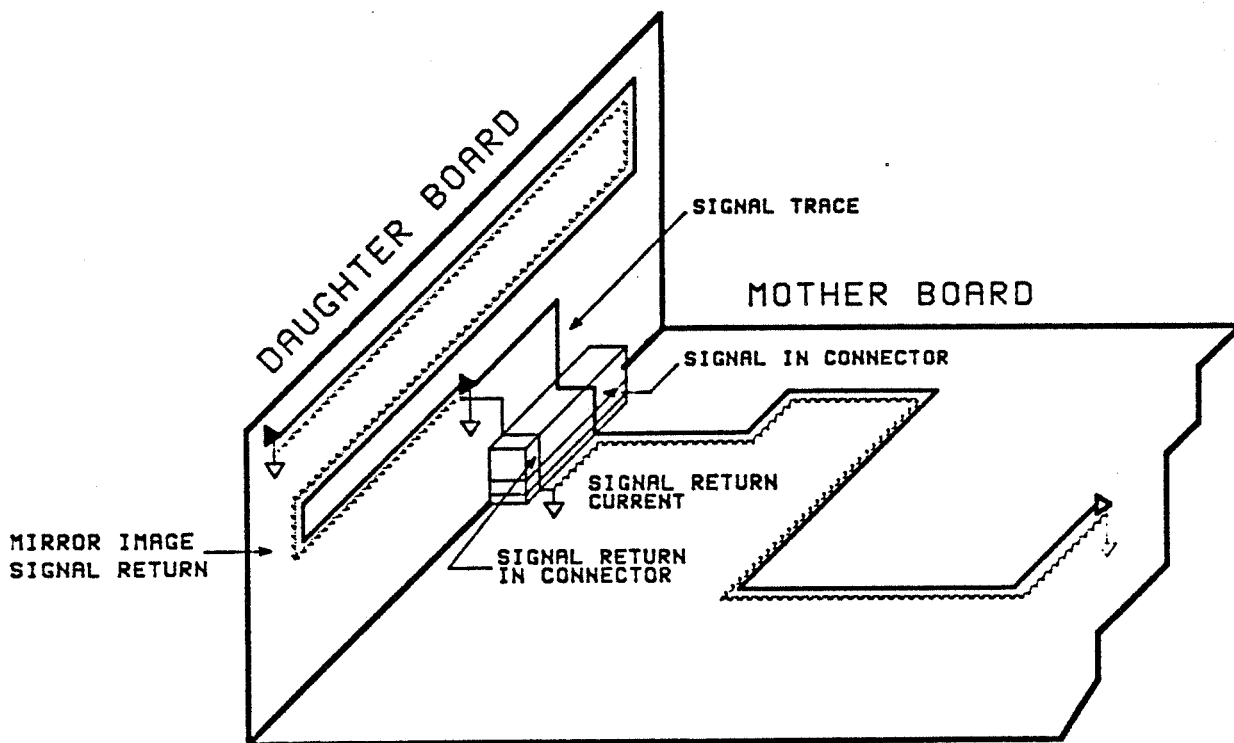 DAUGHTER BOARD
SIGNAL TRACE
MOTHER BOARD
SIGNAL IN CONNECTOR
SIGNAL RETURN
CURRENT
MIRROR IMAGE
SIGNAL RETURN
SIGNAL RETURN
IN CONNECTOR